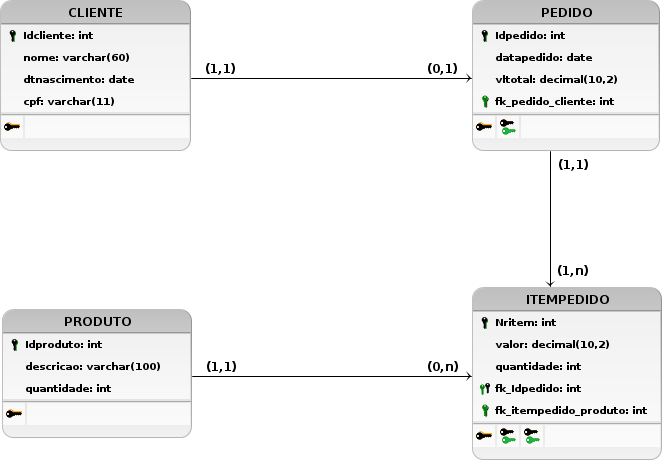 CLIENTE
Idcliente: int
nome: varchar(60)
dtnascimento: date
cpf: varchar(11)
(1,1)
(0,1)
PEDIDO
Idpedido: int
datapedido: date
vltotal: decimal(10,2)
fk_pedido_cliente: int
(1,1)
(1,n)
PRODUTO
Idproduto: int
descricao: varchar(100)
quantidade: int
(1,1)
(0,n)
ITEMPEDIDO
Nritem: int
valor: decimal(10,2)
quantidade: int
fk_Idpedido: int
fk_itempedido_produto: int